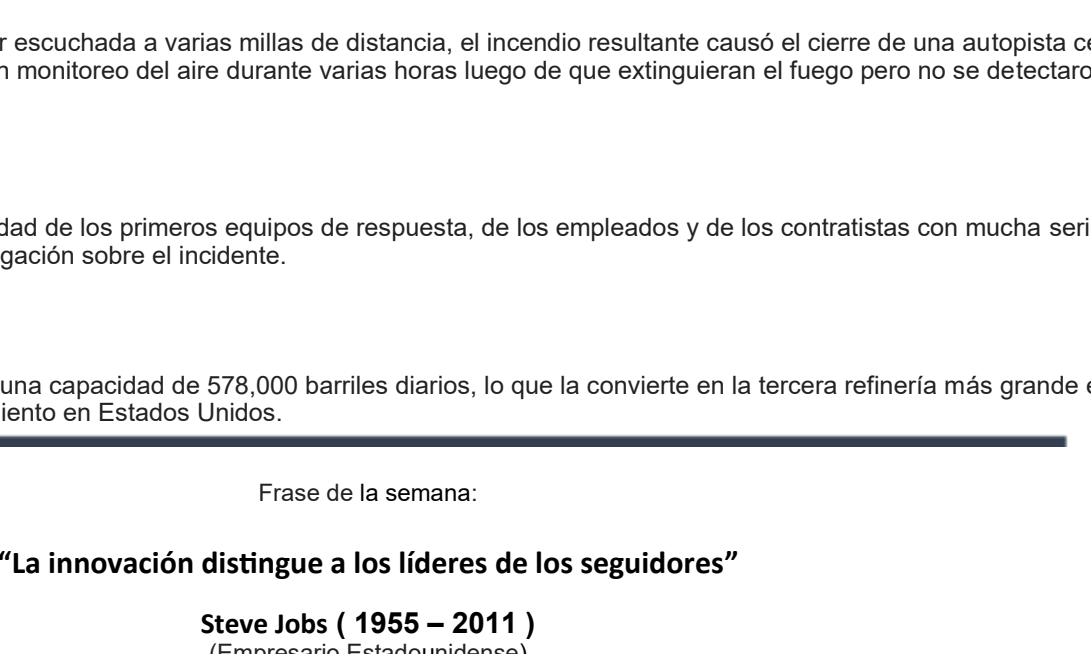 r escuchada a varias millas de distancia, el incendio resultante causó el cierre de una autopista ce
n monitoreo del aire durante varias horas luego de que extinguieran el fuego pero no se detectaro
dad de los primeros equipos de respuesta, de los empleados y de los contratistas con mucha seri
gación sobre el incidente.
una capacidad de 578,000 barriles diarios, lo que la convierte en la tercera refinería más grande e
iento en Estados Unidos.
Frase de la semana:
“La innovación distingue a los líderes de los seguidores”
Steve Jobs ( 1955 – 2011 )
(Empresario Estadounidense)